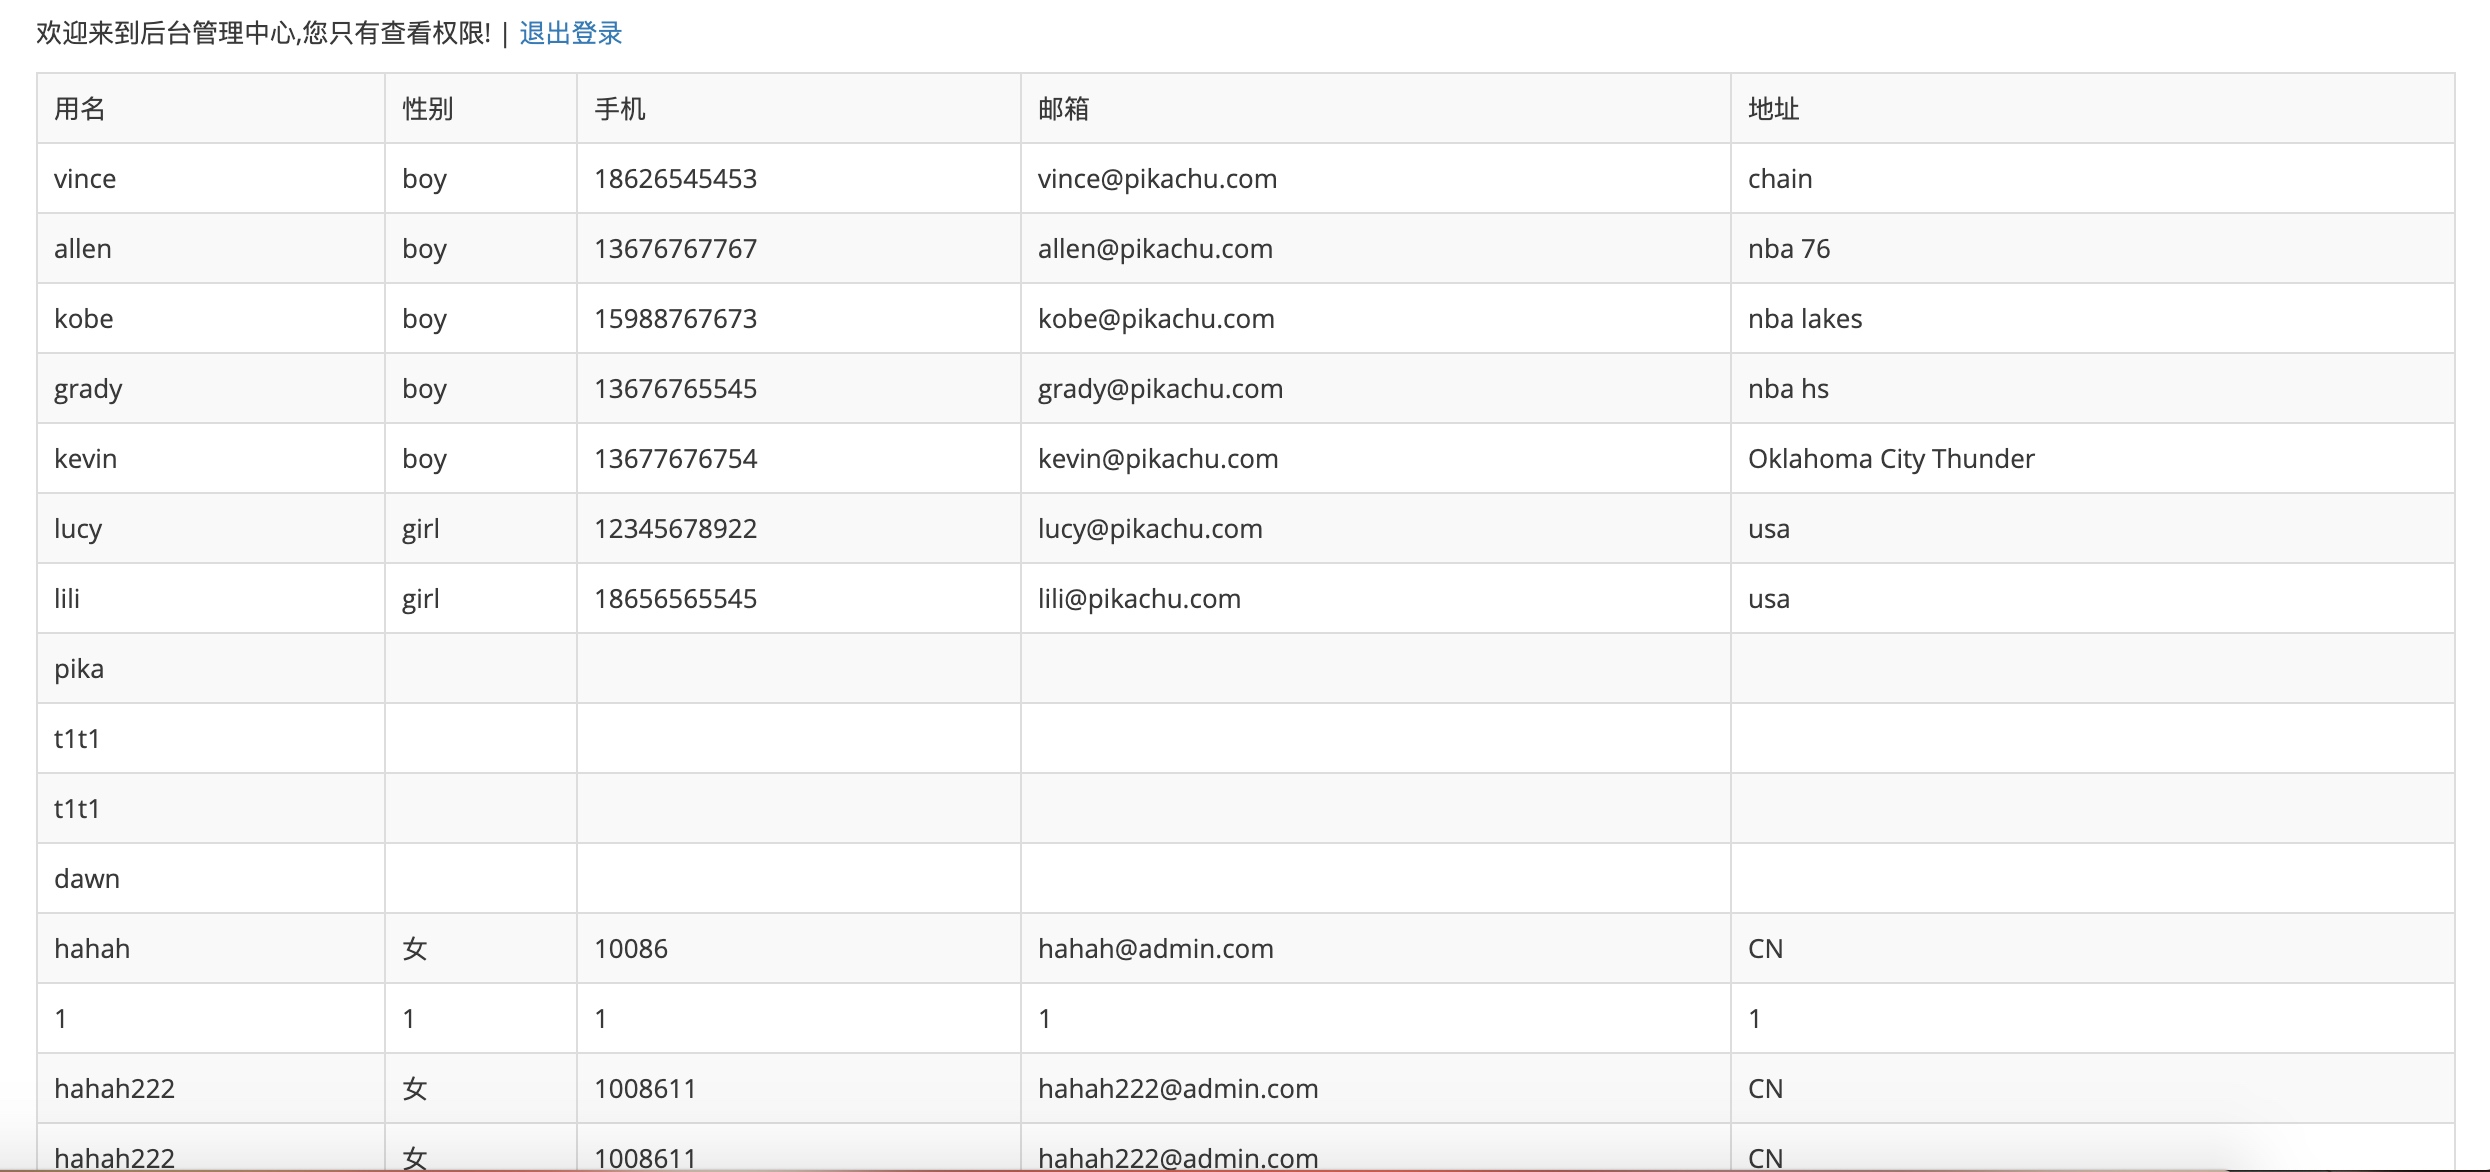 欢迎来到后台管理中心,您只有查看权限! | 退出登录
用名 性别 手机 邮箱 地址
vince boy 18626545453 vince@pikachu.com chain
allen boy 13676767767 allen@pikachu.com nba 76
kobe boy 15988767673 kobe@pikachu.com nba lakes
grady boy 13676765545 grady@pikachu.com nba hs
kevin boy 13677676754 kevin@pikachu.com Oklahoma City Thunder
lucy girl 12345678922 lucy@pikachu.com usa
lili girl 18656565545 lili@pikachu.com usa
pika
t1t1
t1t1
dawn
hahah 女 10086 hahah@admin.com CN
1 1 1 1 1
hahah222 女 1008611 hahah222@admin.com CN
hahah222 女 1008611 hahah222@admin.com CN